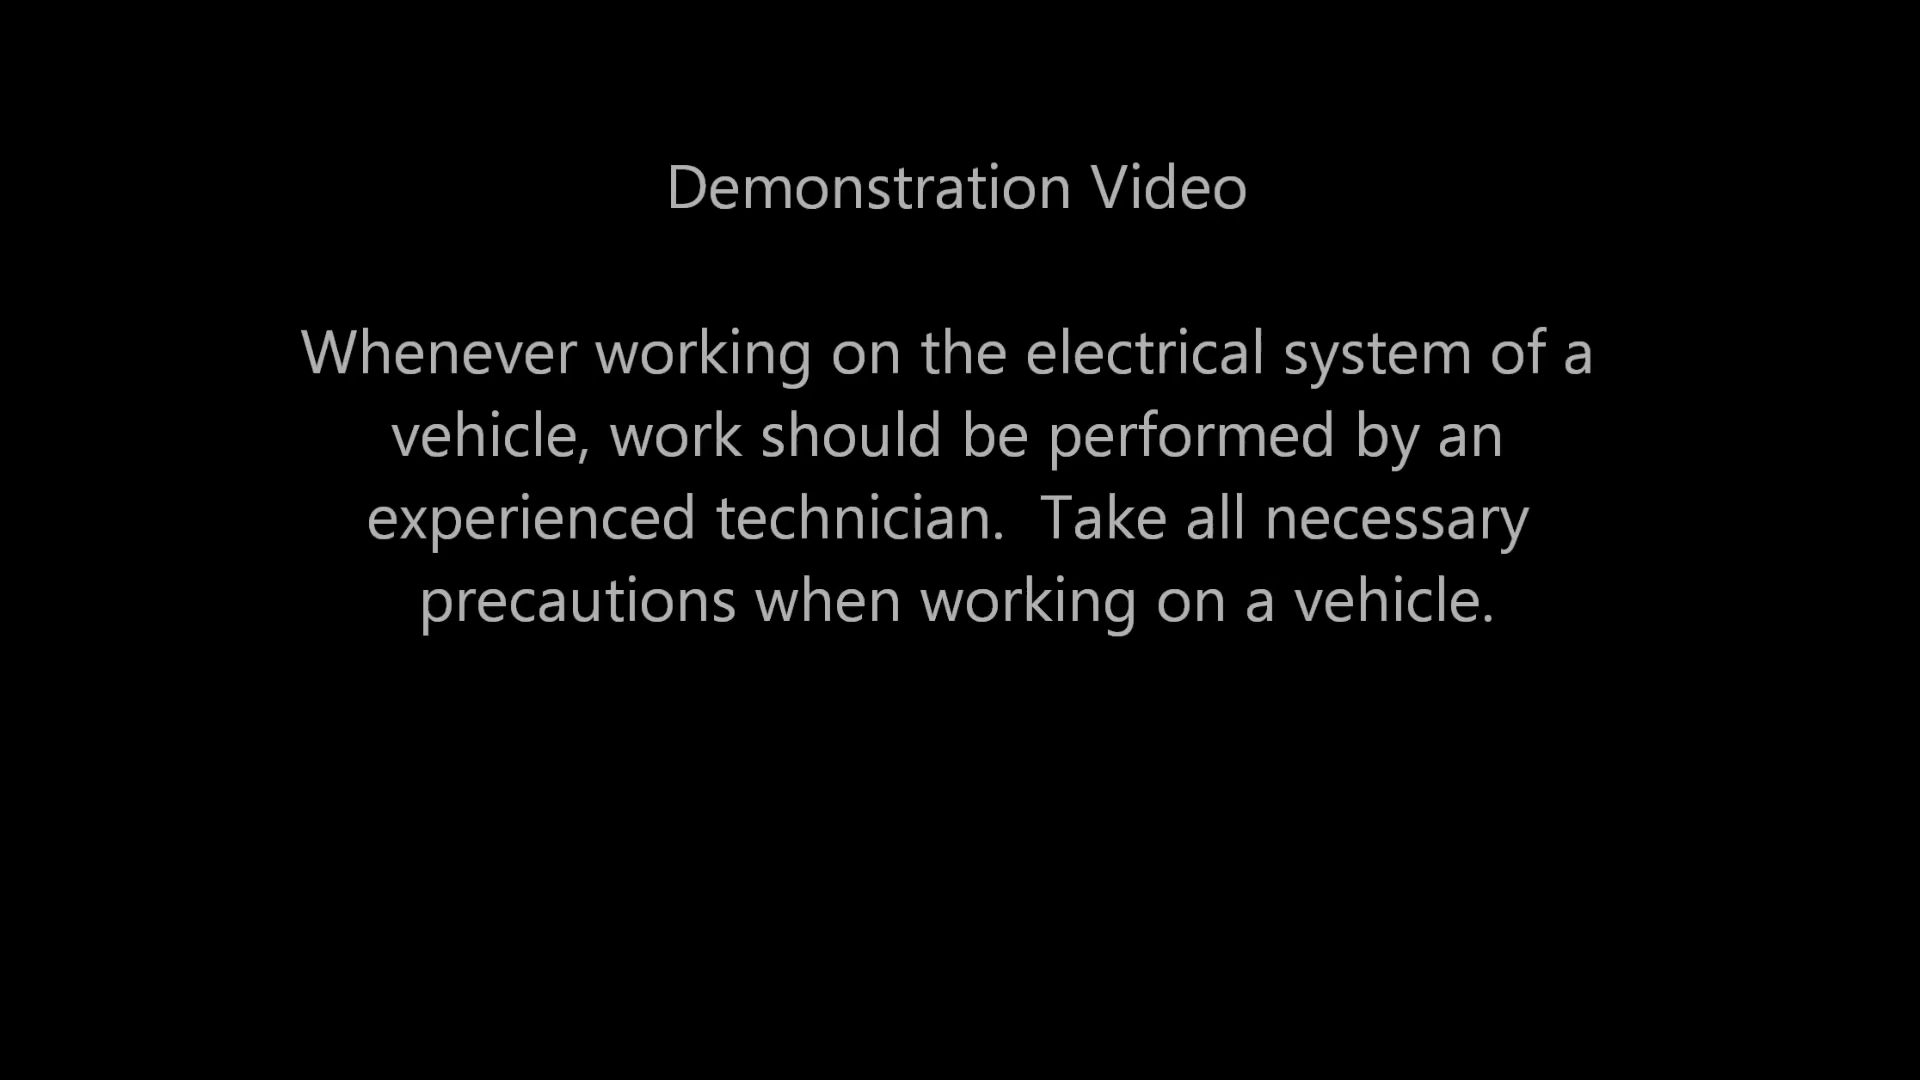 Demonstration Video
Whenever working on the electrical system of a
vehicle, work should be performed by an
experienced technician.  Take all necessary
precautions when working on a vehicle.